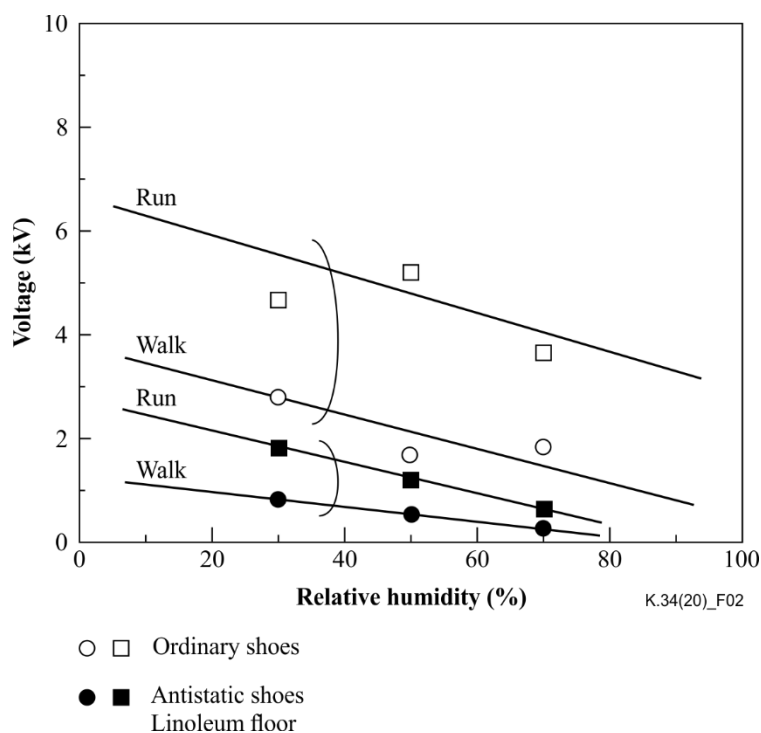 10
8
Run
6
Voltage (kV)
4
Walk
Run
2
Walk
0
0 20 40 60 80 100
Relative humidity (%)
K.34(20)_F02
Ordinary shoes
Antistatic shoes
Linoleum floor